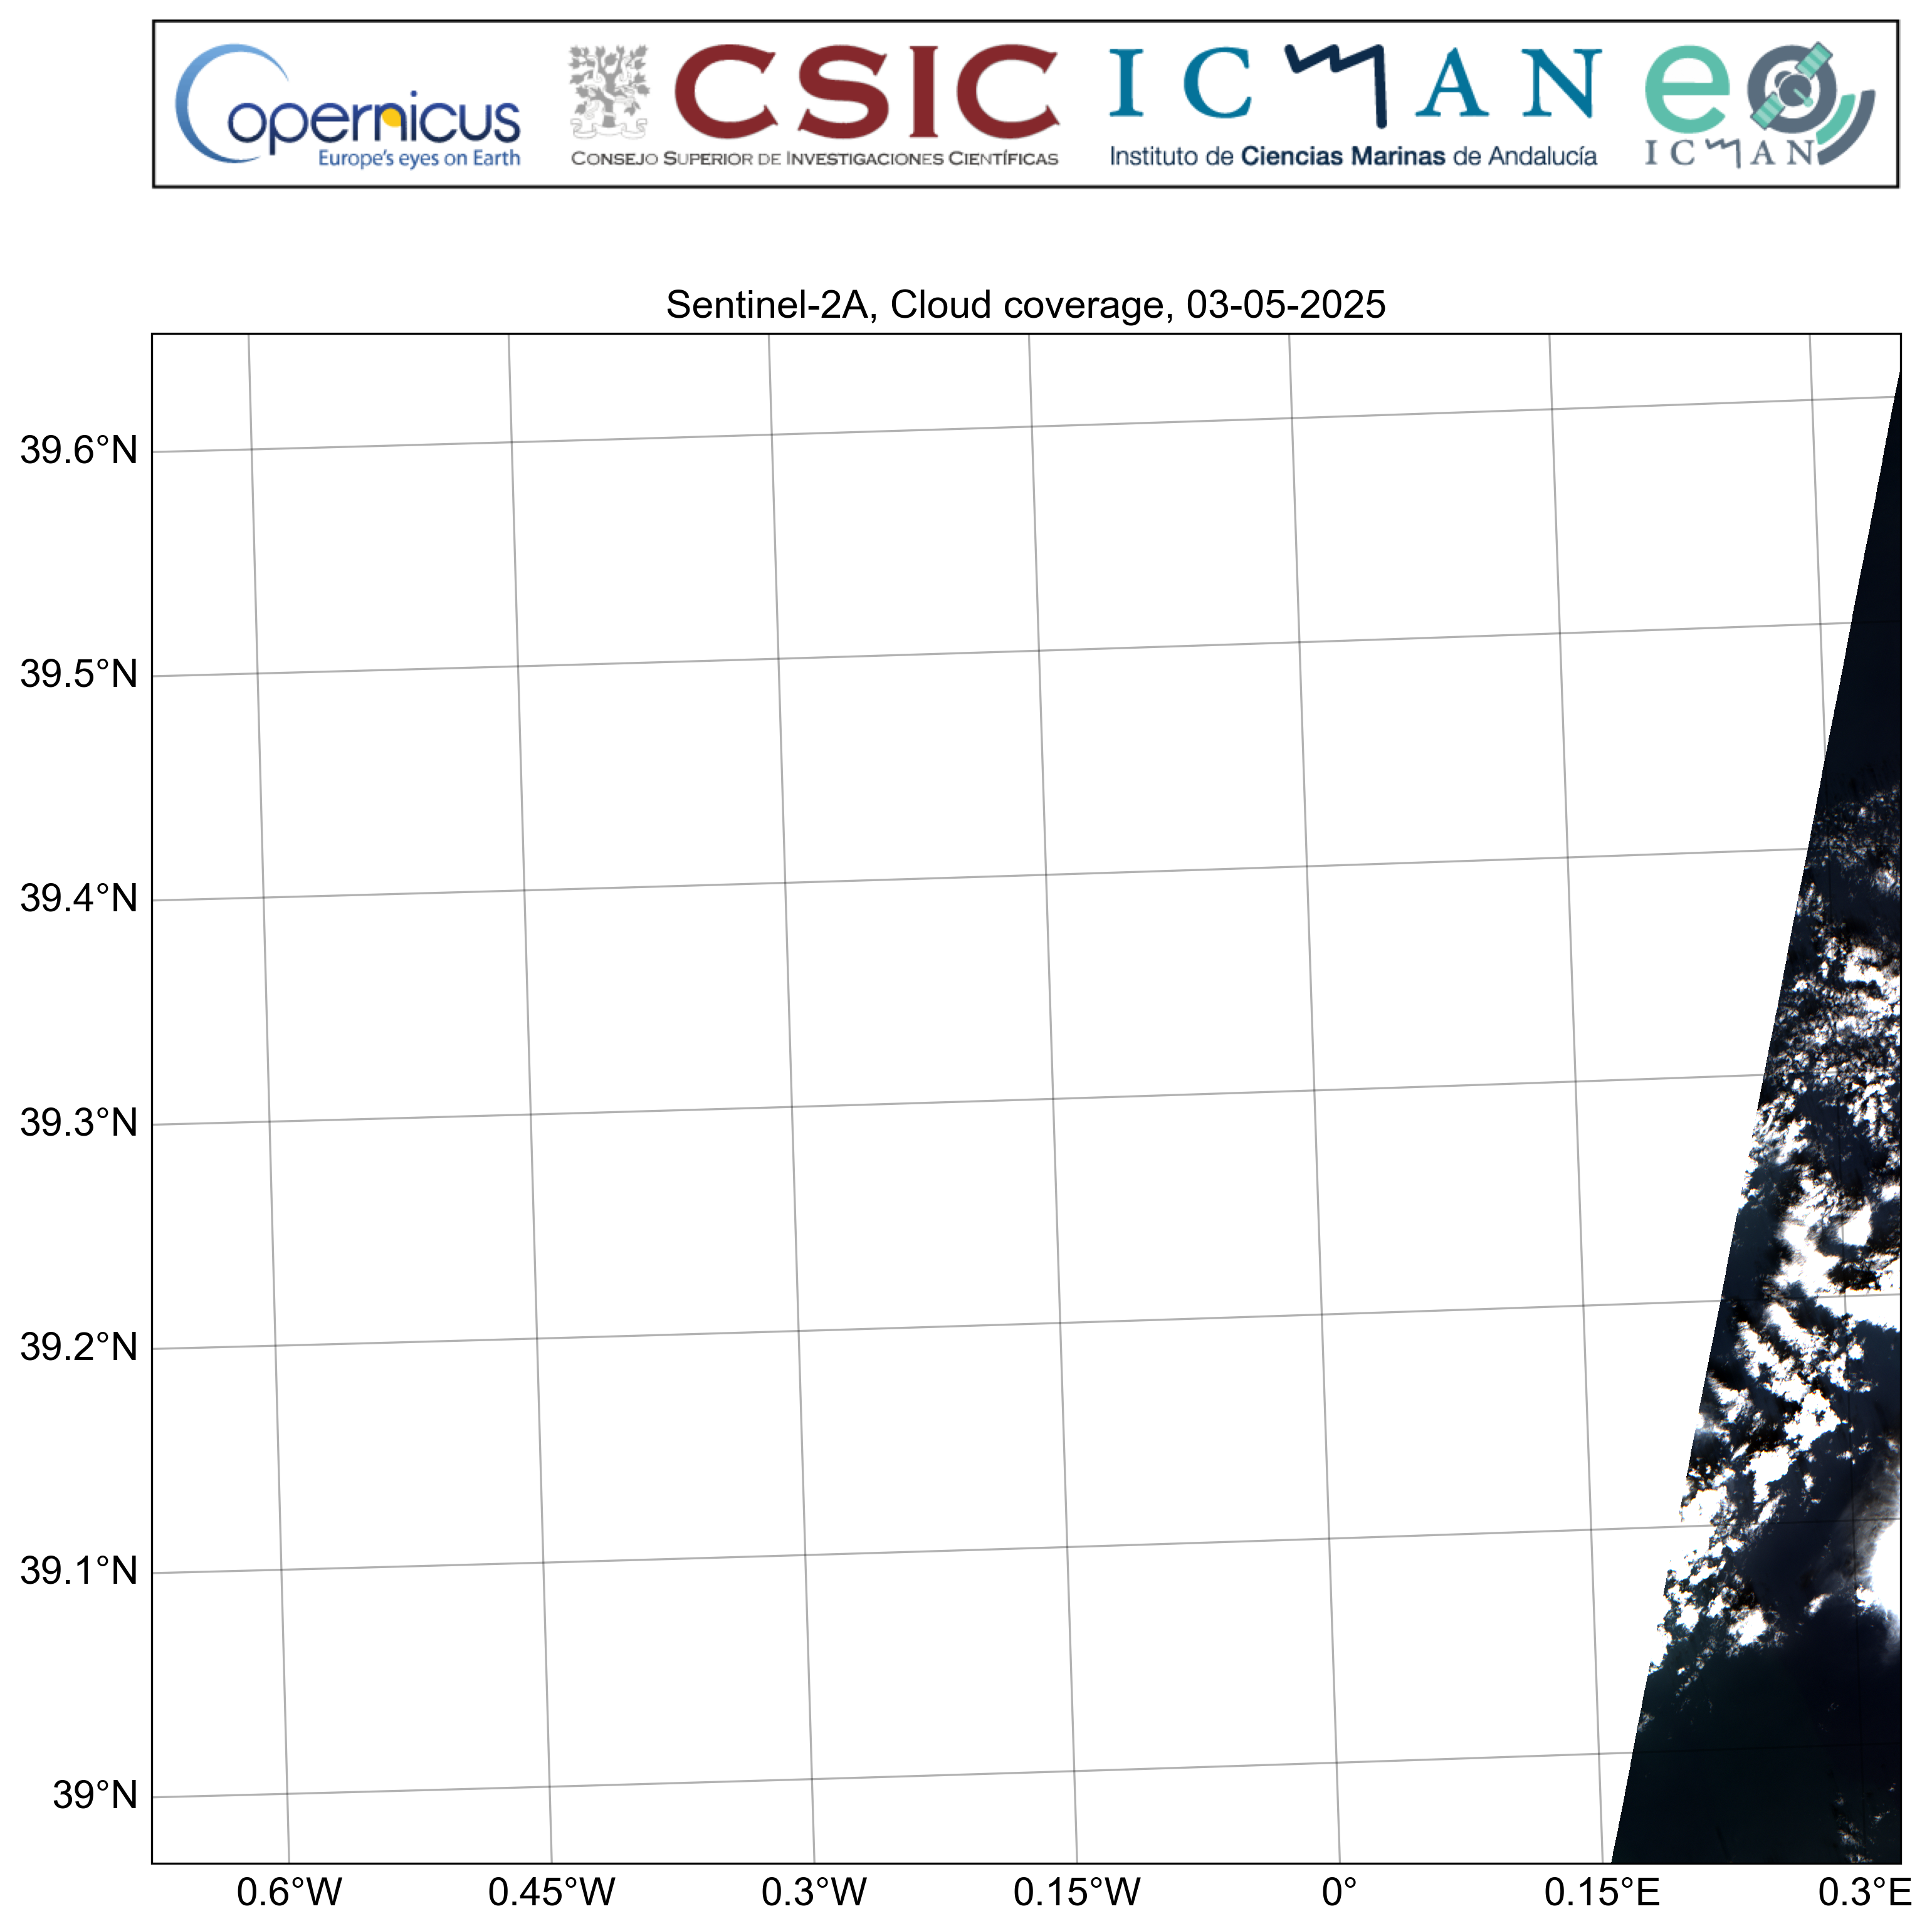 Copernicus
Europe's eyes on Earth
CSIC
CONSEJO SUPERIOR DE INVESTIGACIONES CIENTÍFICAS
ICMAN
Instituto de Ciencias Marinas de Andalucía
eo
ICMAN
Sentinel-2A, Cloud coverage, 03-05-2025
39.6°N
39.5°N
39.4°N
39.3°N
39.2°N
39.1°N
39°N
0.6°W 0.45°W 0.3°W 0.15°W 0° 0.15°E 0.3°E